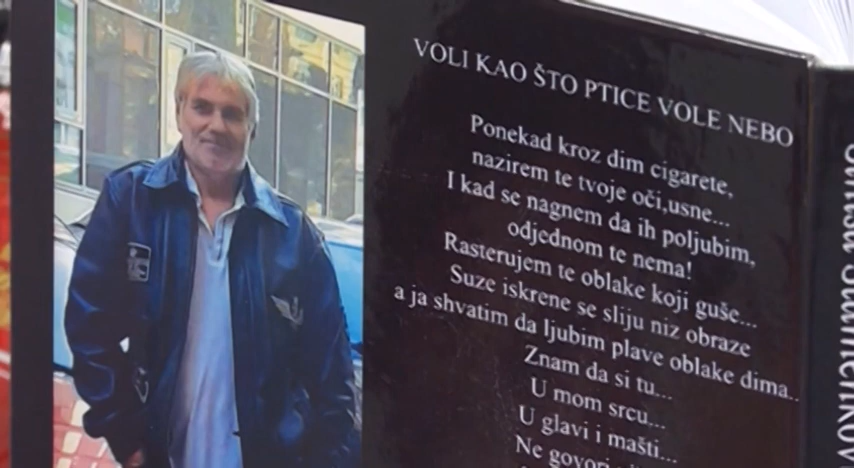 VOLI KAO ŠTO PTICE VOLE NEBO
Ponekad kroz dim cigarete,
nazirem te tvoje oči,usne...
I kad se nagnem da ih poljubim,
odjednom te nema!
Rasterujem te oblake koji guše...
Suze iskrene se sliju niz obraze
a ja shvatim da ljubim plave oblake dima..
Znam da si tu...
U mom srcu...
U glavi i mašti...
Ne